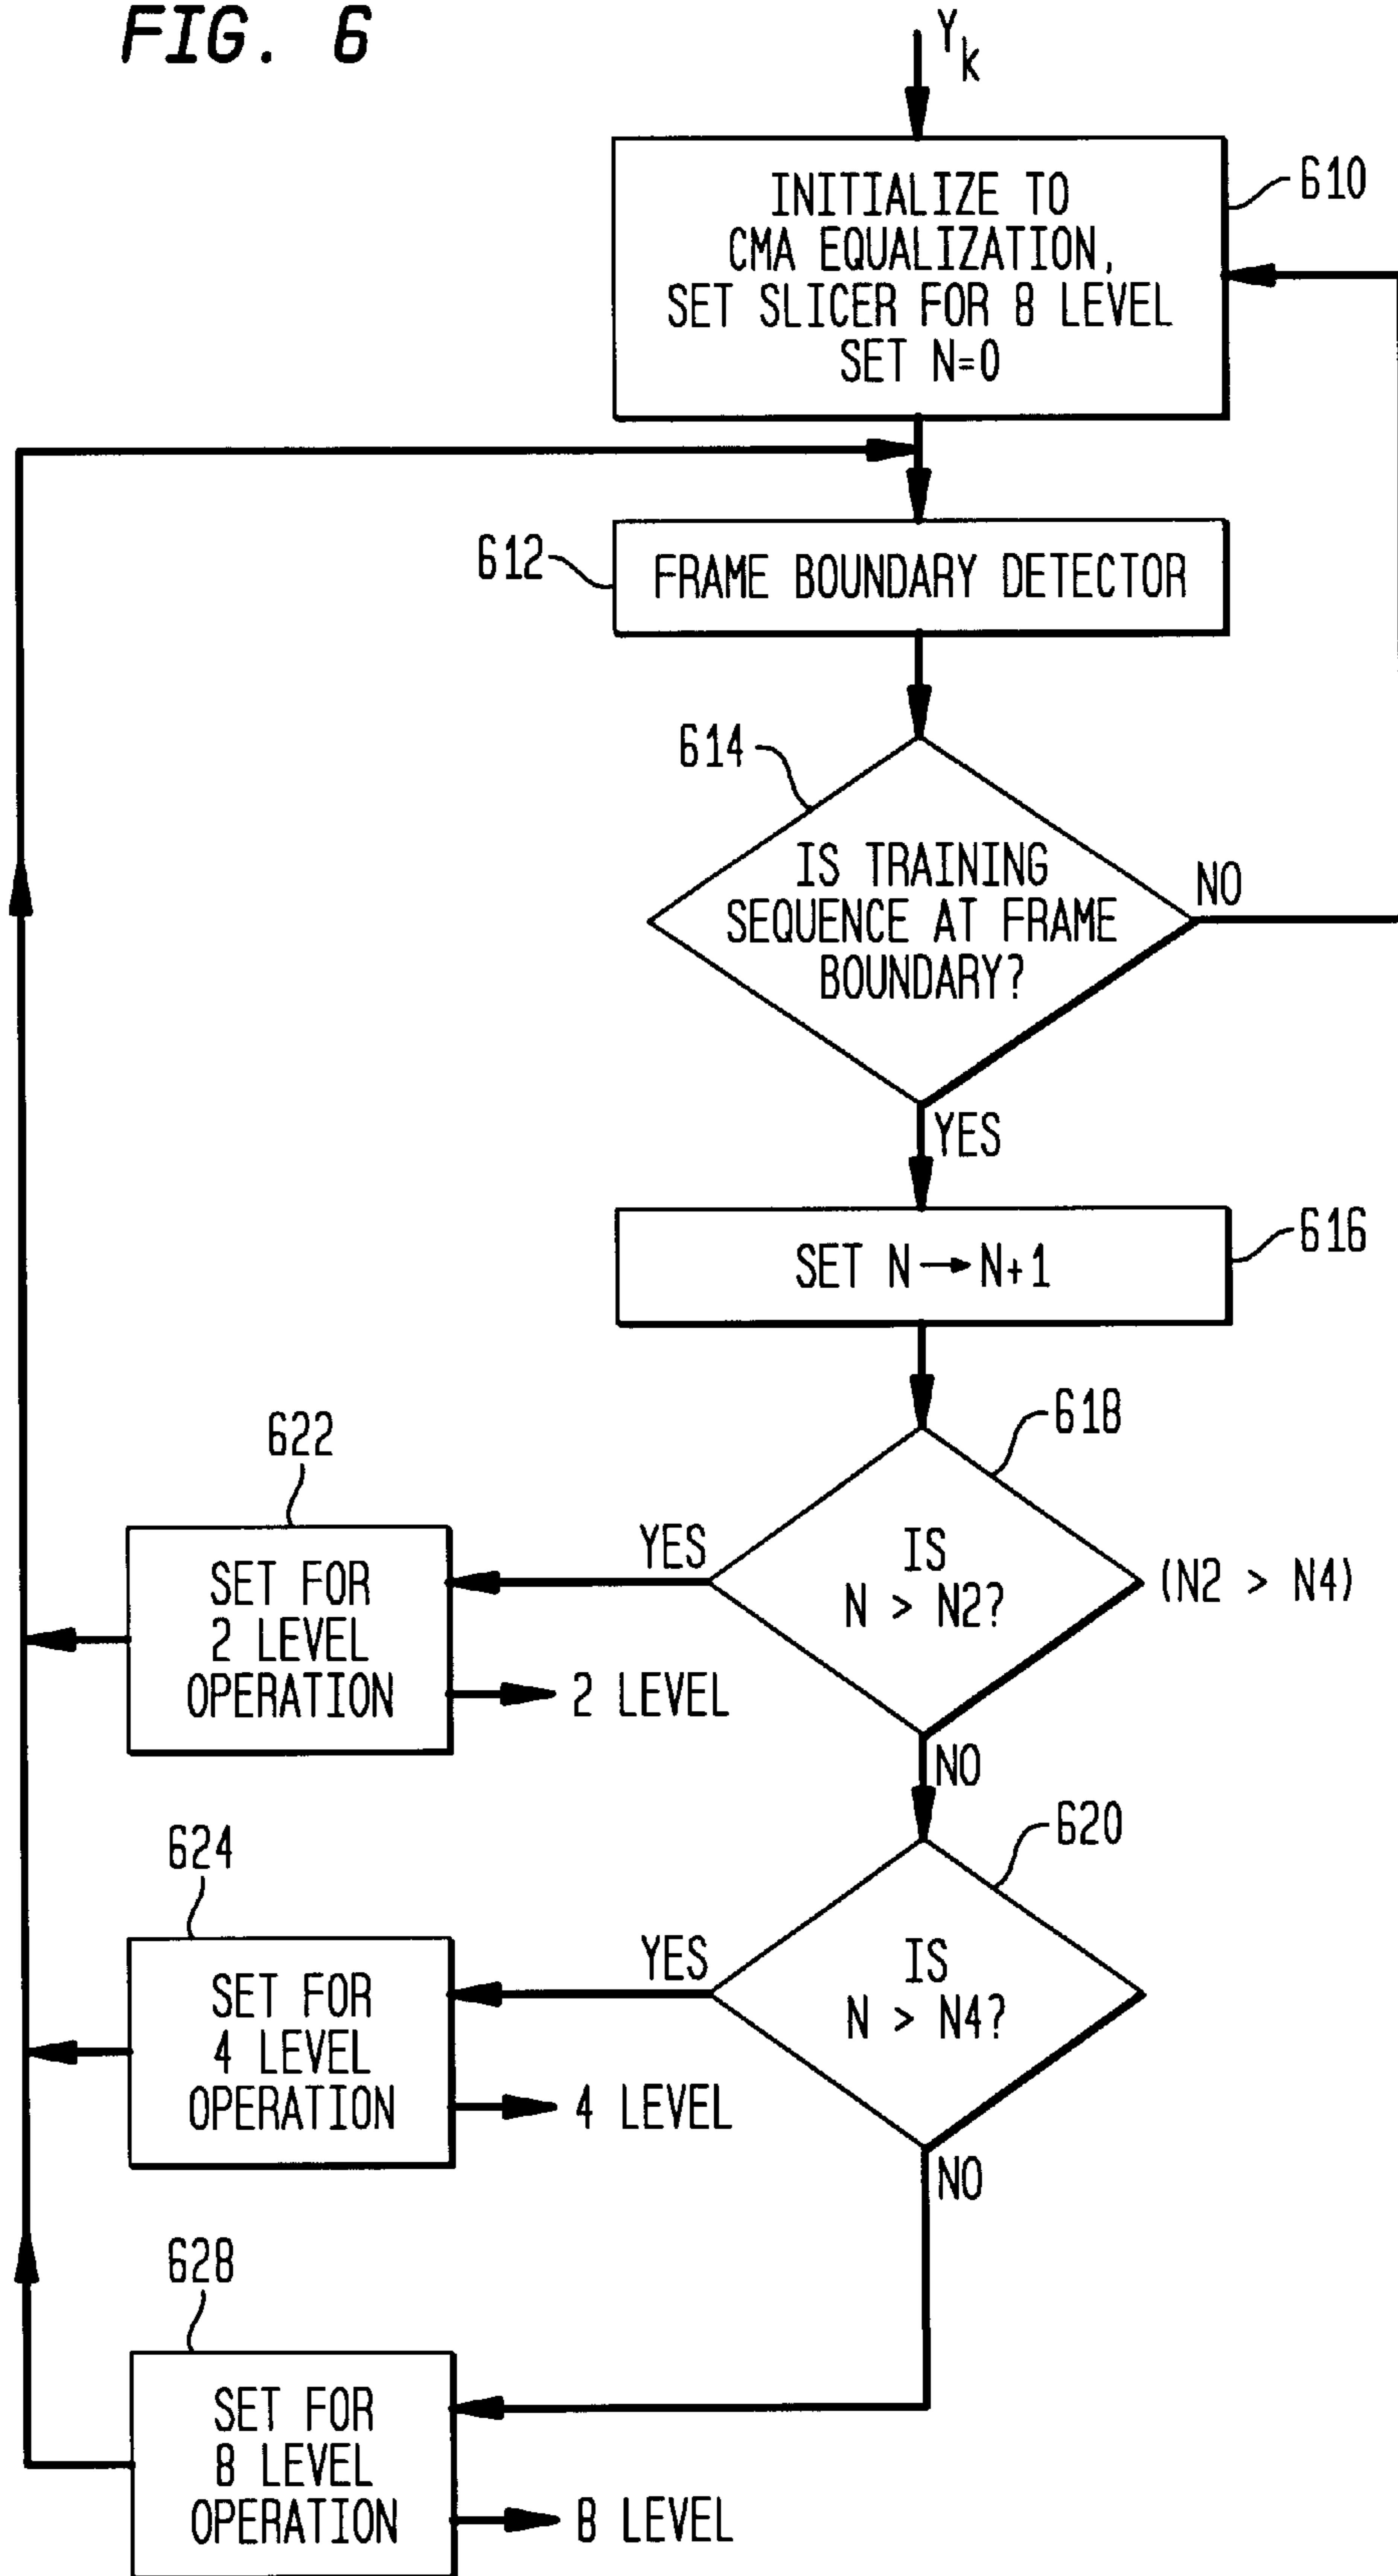 FIG. 6
Yk
INITIALIZE TO
CMA EQUALIZATION,
SET SLICER FOR 8 LEVEL
SET N=0
610
612
FRAME BOUNDARY DETECTOR
614
IS TRAINING
SEQUENCE AT FRAME
BOUNDARY?
NO
YES
SET N→N+1
616
618
IS
N > N2?
(N2 > N4)
YES
622
SET FOR
2 LEVEL
OPERATION
2 LEVEL
NO
620
IS
N > N4?
YES
624
SET FOR
4 LEVEL
OPERATION
4 LEVEL
NO
628
SET FOR
8 LEVEL
OPERATION
8 LEVEL